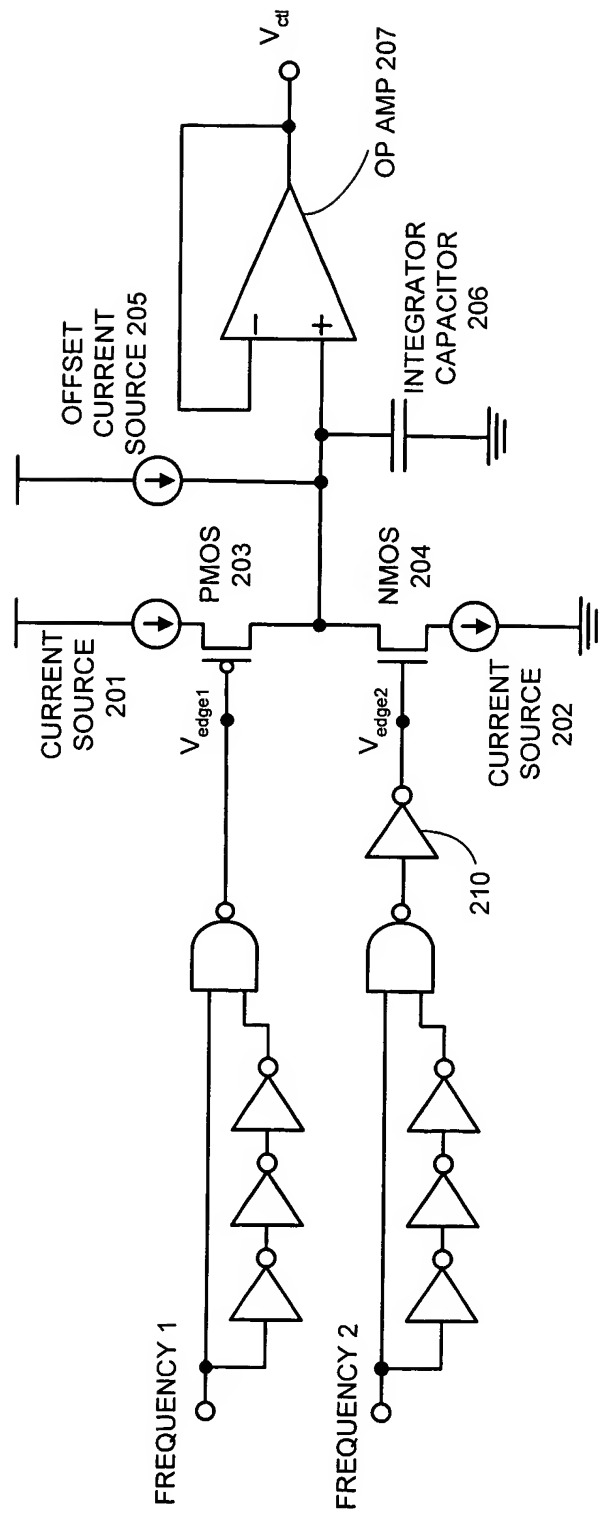 FREQUENCY 1
FREQUENCY 2
210
V_edge1
V_edge2
CURRENT
SOURCE
201
PMOS
203
NMOS
204
CURRENT
SOURCE
202
OFFSET
CURRENT
SOURCE 205
−
+
INTEGRATOR
CAPACITOR
206
OP AMP 207
V_ctl